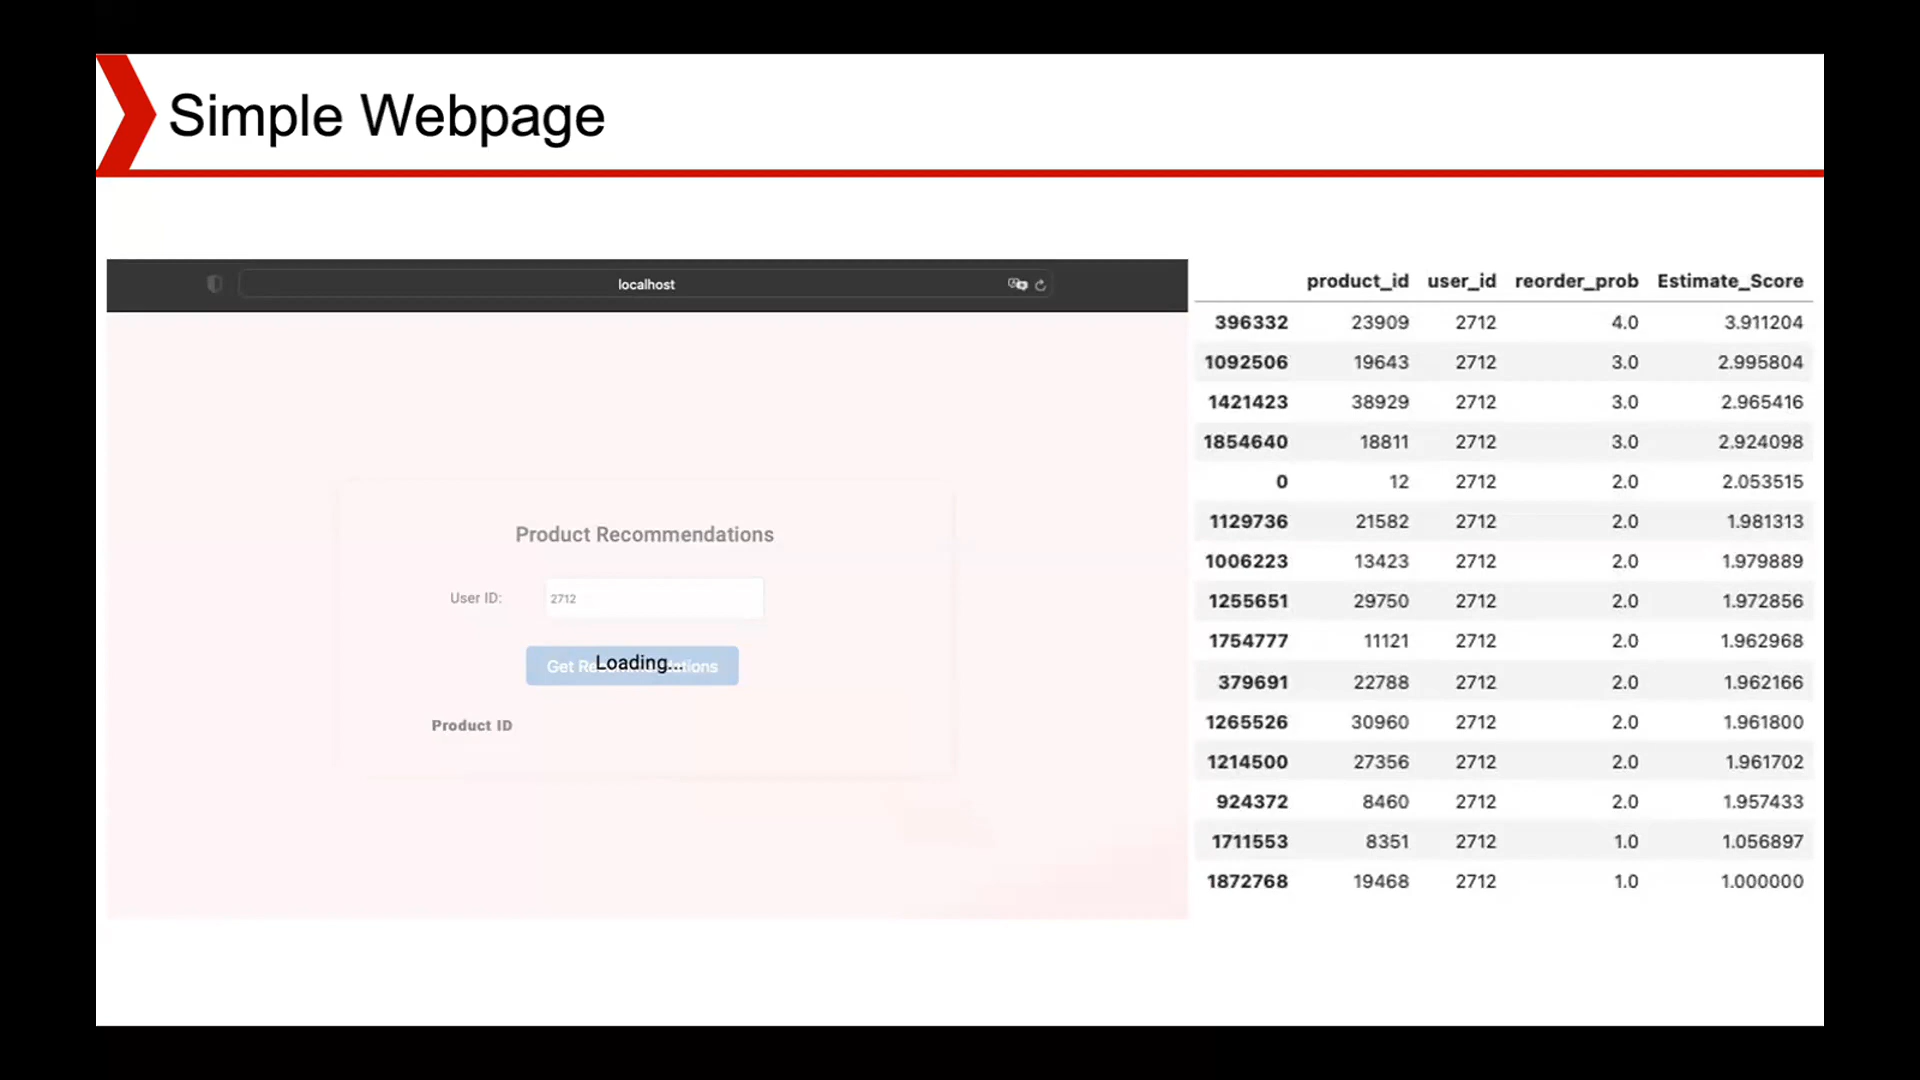 Simple Webpage
localhost
Product Recommendations
User ID: 2712
Loading...
Product ID
product_id user_id reorder_prob Estimate_Score
396332 23909 2712 4.0 3.911204
1092506 19643 2712 3.0 2.995804
1421423 38929 2712 3.0 2.965416
1854640 18811 2712 3.0 2.924098
0 12 2712 2.0 2.053515
1129736 21582 2712 2.0 1.981313
1006223 13423 2712 2.0 1.979889
1255651 29750 2712 2.0 1.972856
1754777 11121 2712 2.0 1.962968
379691 22788 2712 2.0 1.962166
1265526 30960 2712 2.0 1.961800
1214500 27356 2712 2.0 1.961702
924372 8460 2712 2.0 1.957433
1711553 8351 2712 1.0 1.056897
1872768 19468 2712 1.0 1.000000